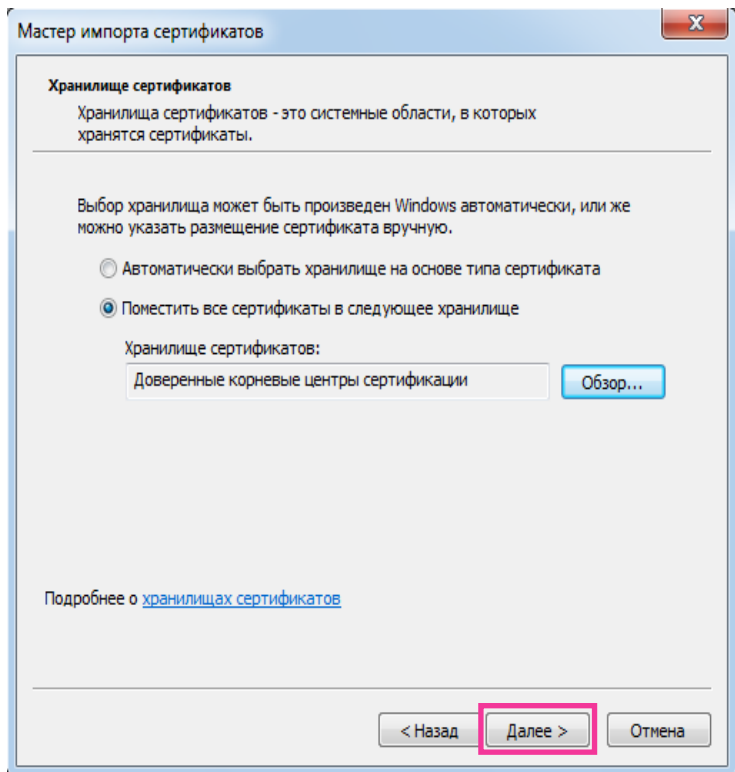 Мастер импорта сертификатов
Хранилище сертификатов
Хранилища сертификатов - это системные области, в которых
хранятся сертификаты.
Выбор хранилища может быть произведен Windows автоматически, или же
можно указать размещение сертификата вручную.
Автоматически выбрать хранилище на основе типа сертификата
Поместить все сертификаты в следующее хранилище
Хранилище сертификатов:
Доверенные корневые центры сертификации
Обзор...
Подробнее о хранилищах сертификатов
< Назад
Далее >
Отмена